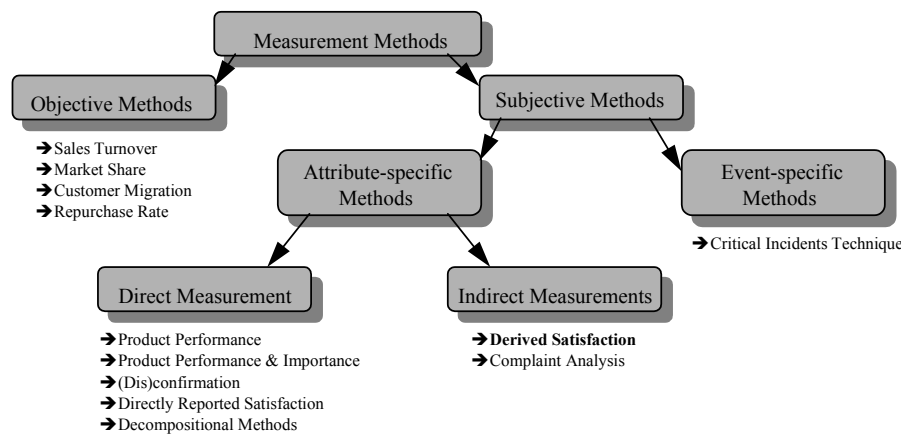 Measurement Methods
Objective Methods
➔Sales Turnover
➔Market Share
➔Customer Migration
➔Repurchase Rate
Subjective Methods
Attribute-specific
Methods
Event-specific
Methods
➔Critical Incidents Technique
Direct Measurement
➔Product Performance
➔Product Performance & Importance
➔(Dis)confirmation
➔Directly Reported Satisfaction
➔Decompositional Methods
Indirect Measurements
➔Derived Satisfaction
➔Complaint Analysis